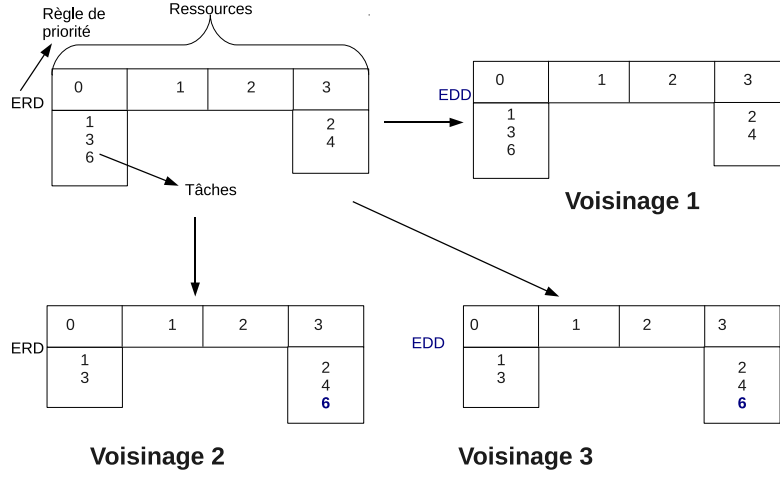 Règle de
priorité
Ressources
ERD
0 1 2 3
1
3
6
2
4
Tâches
EDD
0 1 2 3
1
3
6
2
4
Voisinage 1
ERD
0 1 2 3
1
3
2
4
6
Voisinage 2
EDD
0 1 2 3
1
3
2
4
6
Voisinage 3